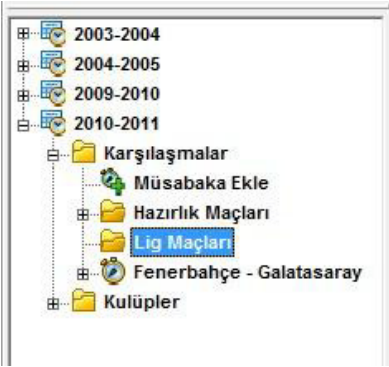 2003-2004
2004-2005
2009-2010
2010-2011
Karşılaşmalar
Müsabaka Ekle
Hazırlık Maçları
Lig Maçları
Fenerbahçe - Galatasaray
Kulüpler